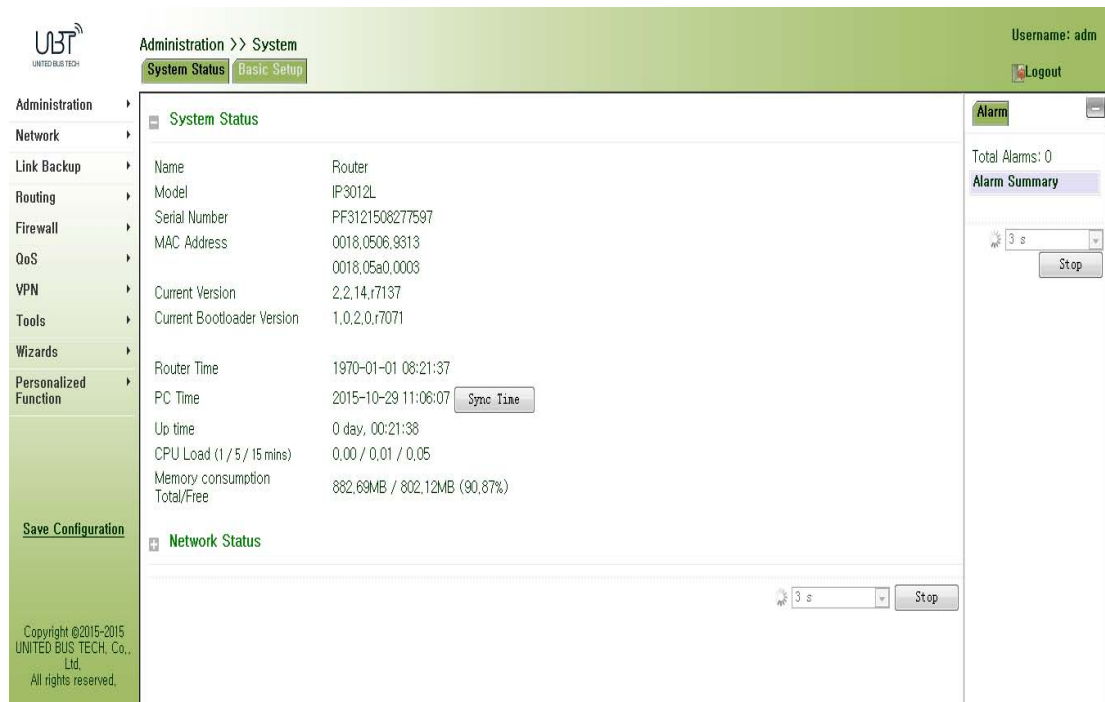 UBT
UNITED BUS TECH
Administration >> System
System Status Basic Setup
Username: adm
Logout
Administration
Network
Link Backup
Routing
Firewall
QoS
VPN
Tools
Wizards
Personalized
Function
Save Configuration
Copyright @2015-2015
UNITED BUS TECH, Co.,
Ltd,
All rights reserved,
System Status
Name Router
Model IP3012L
Serial Number PF3121508277597
MAC Address 0018,0506,9313
0018,05a0,0003
Current Version 2,2,14,r7137
Current Bootloader Version 1,0,2,0,r7071
Router Time 1970-01-01 08:21:37
PC Time 2015-10-29 11:06:07 Sync Time
Up time 0 day, 00:21:38
CPU Load (1 / 5 / 15 mins) 0,00 / 0,01 / 0,05
Memory consumption
Total/Free 882,69MB / 802,12MB (90,87%)
Network Status
3 s Stop
Alarm
Total Alarms: 0
Alarm Summary
3 s
Stop